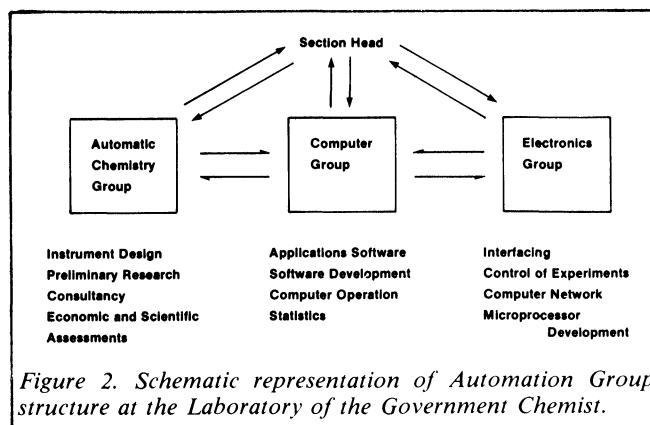 Section Head
Automatic
Chemistry
Group
Computer
Group
Electronics
Group
Instrument Design
Preliminary Research
Consultancy
Economic and Scientific
Assessments
Applications Software
Software Development
Computer Operation
Statistics
Interfacing
Control of Experiments
Computer Network
Microprocessor
Development
Figure 2. Schematic representation of Automation Group
structure at the Laboratory of the Government Chemist.